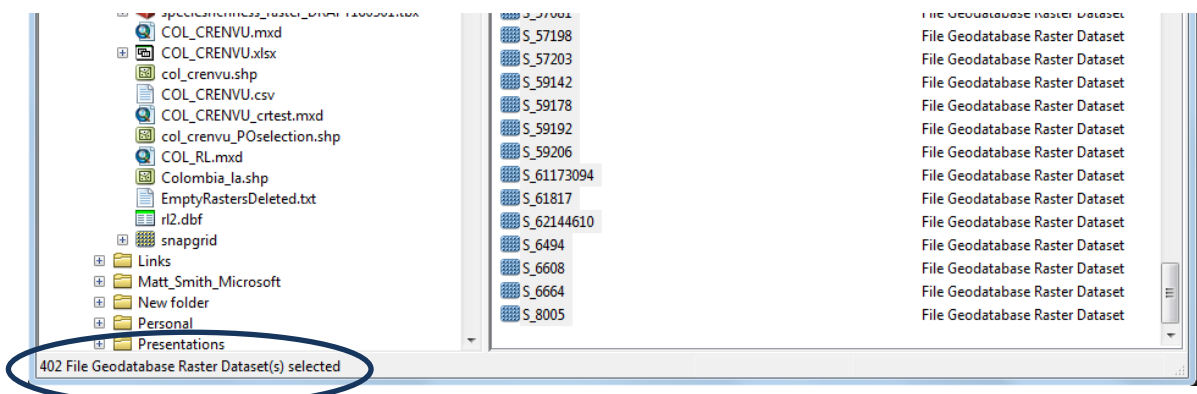 COL_CRENVU.mxd
COL_CRENVU.xlsx
col_crenvu.shp
COL_CRENVU.csv
COL_CRENVU_crtest.mxd
col_crenvu_POselection.shp
COL_RL.mxd
Colombia_la.shp
EmptyRastersDeleted.txt
rl2.dbf
snapgrid
Links
Matt_Smith_Microsoft
New folder
Personal
Presentations
S_57198 File Geodatabase Raster Dataset
S_57203 File Geodatabase Raster Dataset
S_59142 File Geodatabase Raster Dataset
S_59178 File Geodatabase Raster Dataset
S_59192 File Geodatabase Raster Dataset
S_59206 File Geodatabase Raster Dataset
S_61173094 File Geodatabase Raster Dataset
S_61817 File Geodatabase Raster Dataset
S_62144610 File Geodatabase Raster Dataset
S_6494 File Geodatabase Raster Dataset
S_6608 File Geodatabase Raster Dataset
S_6664 File Geodatabase Raster Dataset
S_8005 File Geodatabase Raster Dataset
402 File Geodatabase Raster Dataset(s) selected